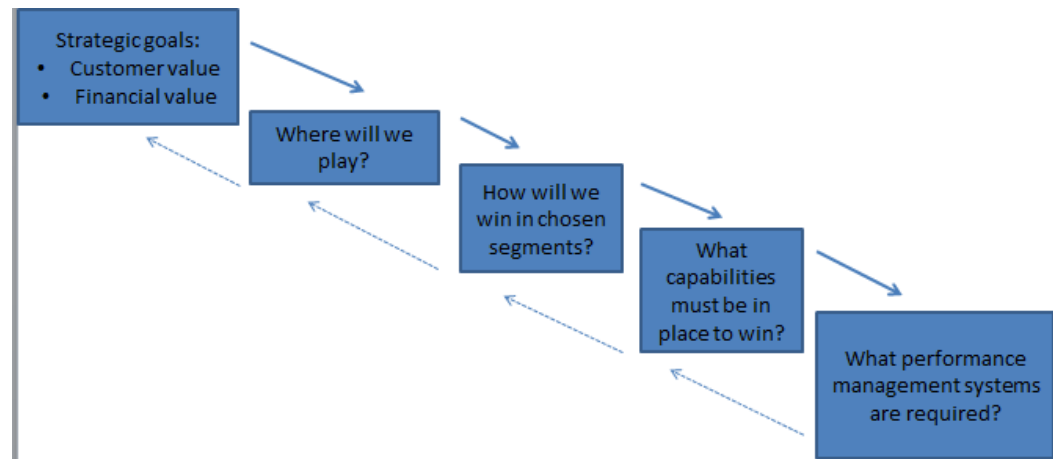 Strategic goals:
• Customer value
• Financial value
Where will we
play?
How will we
win in chosen
segments?
What
capabilities
must be in
place to win?
What performance
management systems
are required?